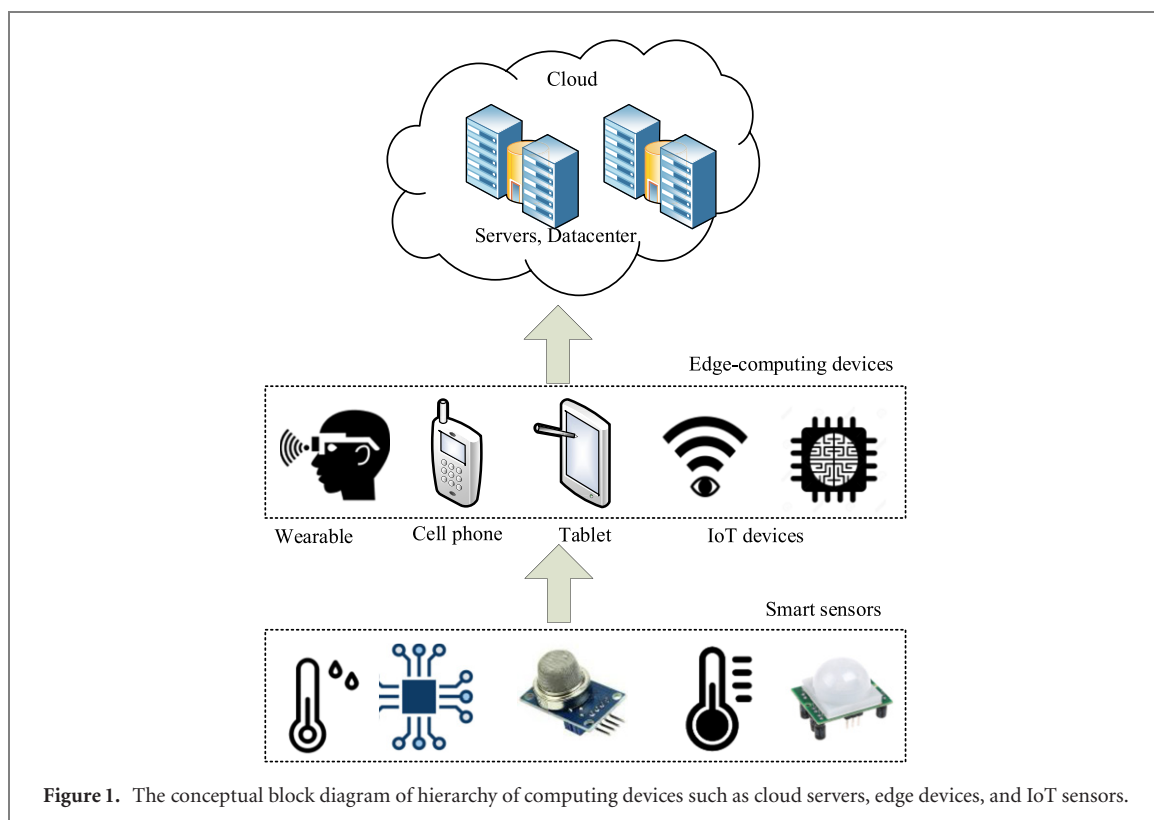 Cloud
Servers, Datacenter
Edge-computing devices
Wearable
Cell phone
Tablet
IoT devices
Smart sensors
Figure 1. The conceptual block diagram of hierarchy of computing devices such as cloud servers, edge devices, and IoT sensors.